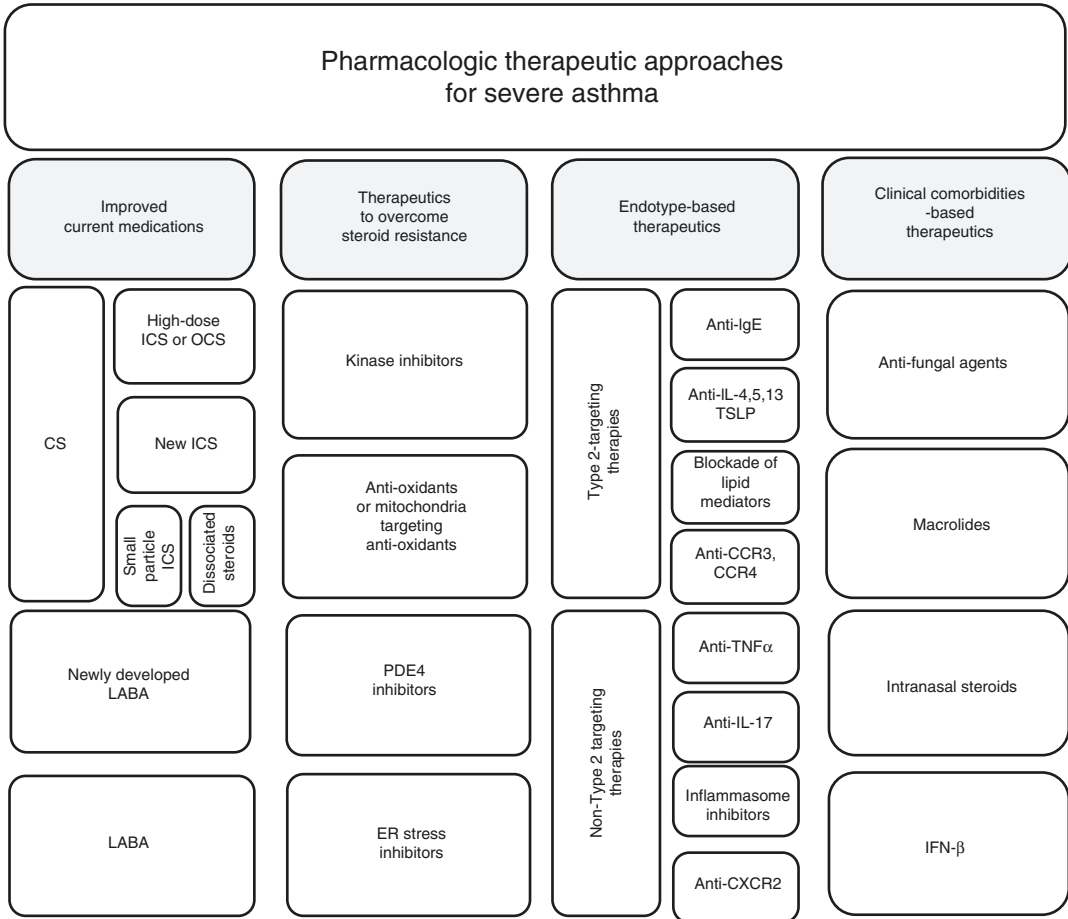 Pharmacologic therapeutic approaches
for severe asthma
Improved
current medications
Therapeutics
to overcome
steroid resistance
Endotype-based
therapeutics
Clinical comorbidities
-based
therapeutics
CS
High-dose
ICS or OCS
New ICS
Small
particle
ICS
Dissociated
steroids
Newly developed
LABA
LABA
Kinase inhibitors
Anti-oxidants
or mitochondria
targeting
anti-oxidants
PDE4
inhibitors
ER stress
inhibitors
Type 2-targeting
therapies
Anti-IgE
Anti-IL-4,5,13
TSLP
Blockade of
lipid
mediators
Anti-CCR3,
CCR4
Non-Type 2 targeting
therapies
Anti-TNFα
Anti-IL-17
Inflammasome
inhibitors
Anti-CXCR2
Anti-fungal agents
Macrolides
Intranasal steroids
IFN-β